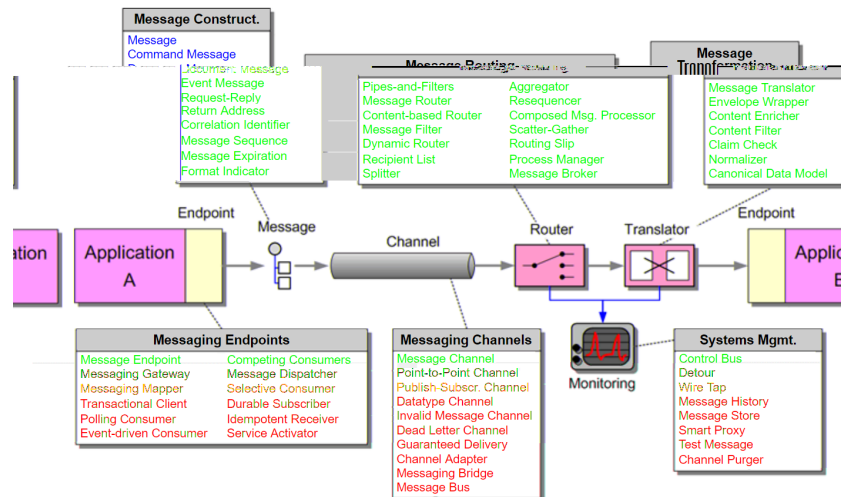 Message Construct.
Message
Command Message
Document Message
Event Message
Request-Reply
Return Address
Correlation Identifier
Message Sequence
Message Expiration
Format Indicator
Message Routing
Pipes-and-Filters
Message Router
Content-based Router
Message Filter
Dynamic Router
Recipient List
Splitter
Aggregator
Resequencer
Composed Msg. Processor
Scatter-Gather
Routing Slip
Process Manager
Message Broker
Message
Transformation
Message Translator
Envelope Wrapper
Content Enricher
Content Filter
Claim Check
Normalizer
Canonical Data Model
Endpoint
Message
Channel
Router
Translator
Endpoint
ation
Application
A
Applic
Monitoring
Messaging Endpoints
Message Endpoint
Messaging Gateway
Messaging Mapper
Transactional Client
Polling Consumer
Event-driven Consumer
Competing Consumers
Message Dispatcher
Selective Consumer
Durable Subscriber
Idempotent Receiver
Service Activator
Messaging Channels
Message Channel
Point-to-Point Channel
Publish-Subscr. Channel
Datatype Channel
Invalid Message Channel
Dead Letter Channel
Guaranteed Delivery
Channel Adapter
Messaging Bridge
Message Bus
Systems Mgmt.
Control Bus
Detour
Wire Tap
Message History
Message Store
Smart Proxy
Test Message
Channel Purger